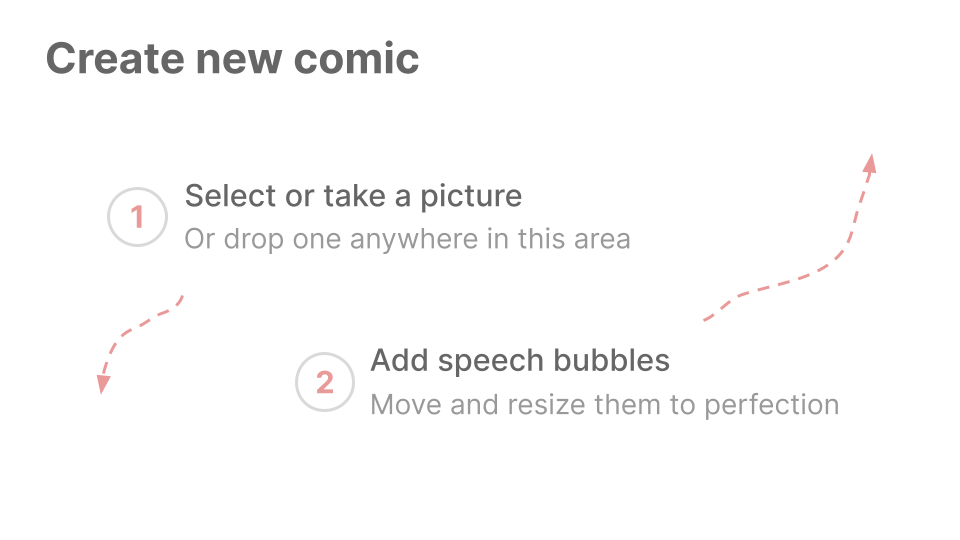 Create new comic
1
Select or take a picture
Or drop one anywhere in this area
2
Add speech bubbles
Move and resize them to perfection